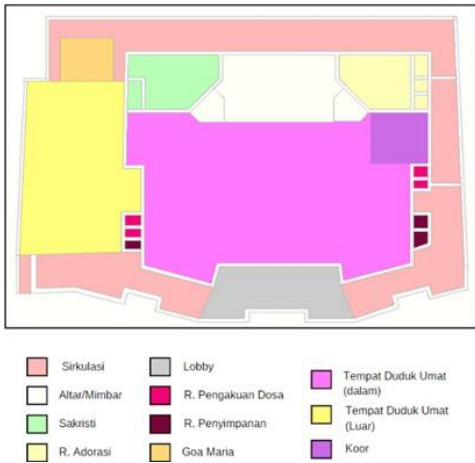 Sirkulasi
Altar/Mimbar
Sakristi
R. Adorasi
Lobby
R. Pengakuan Dosa
R. Penyimpanan
Goa Maria
Tempat Duduk Umat
(dalam)
Tempat Duduk Umat
(Luar)
Koor